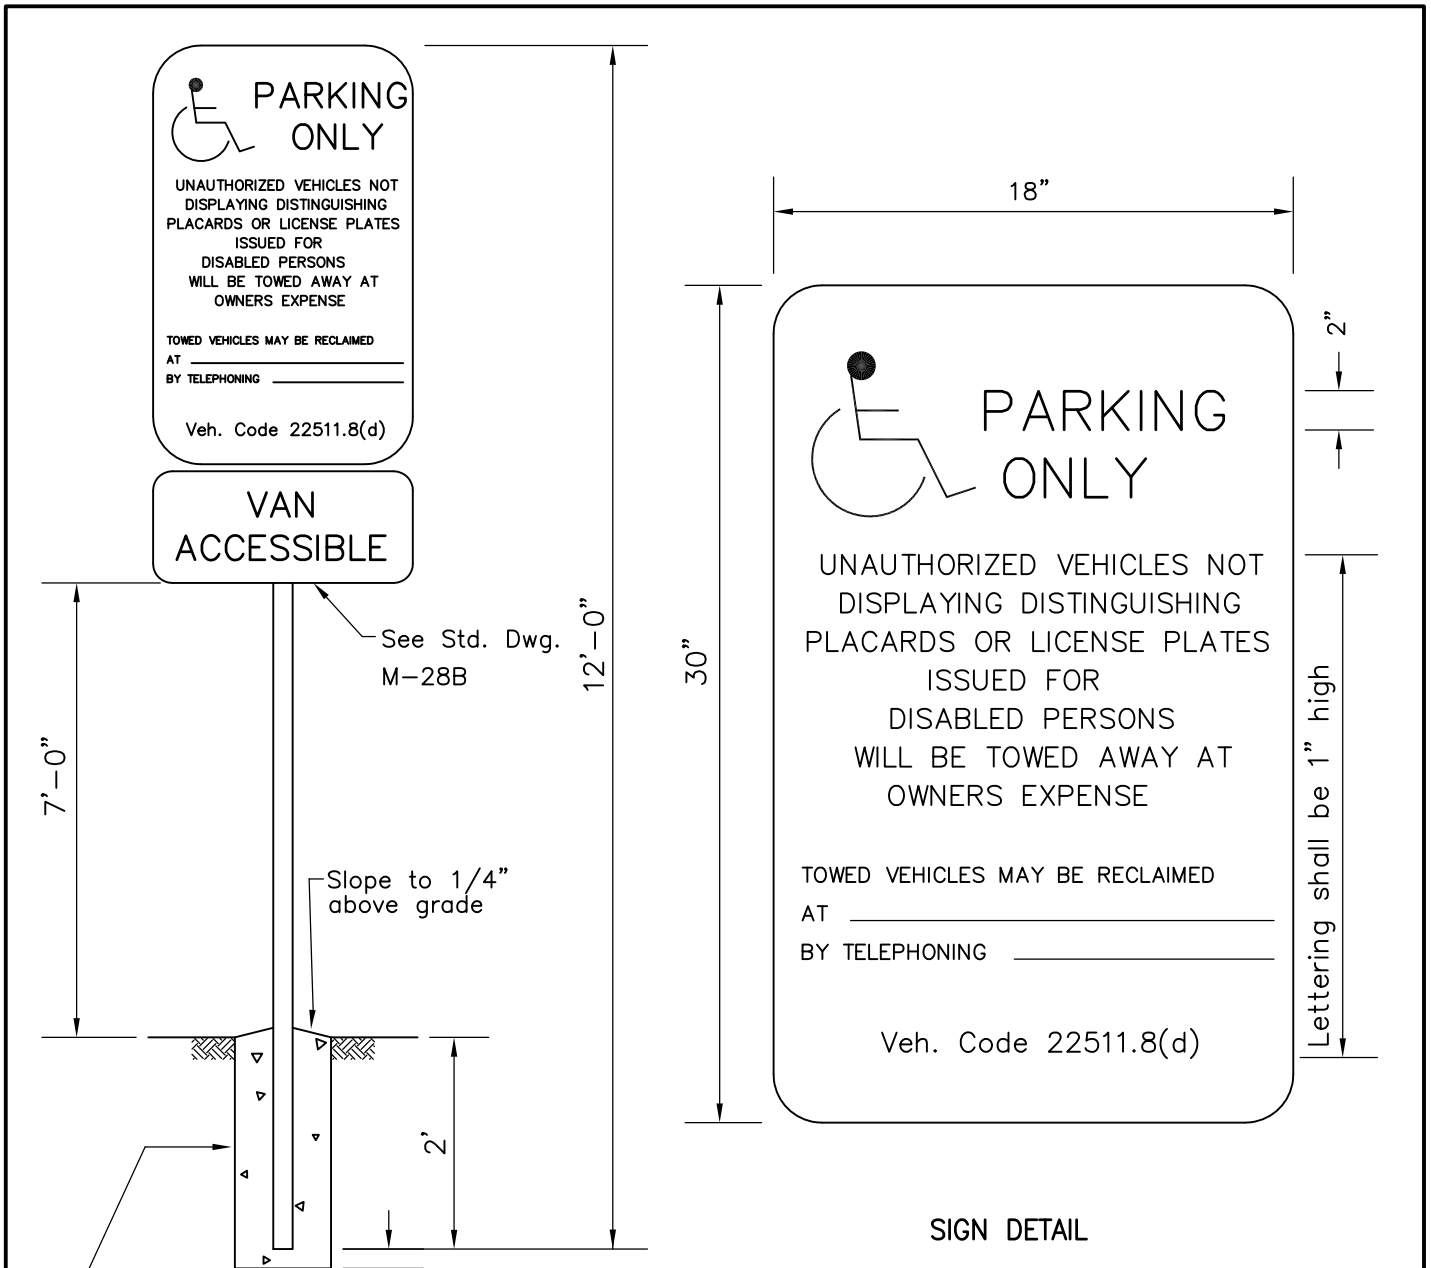 PARKING
ONLY
UNAUTHORIZED VEHICLES NOT
DISPLAYING DISTINGUISHING
PLACARDS OR LICENSE PLATES
ISSUED FOR
DISABLED PERSONS
WILL BE TOWED AWAY AT
OWNERS EXPENSE
TOWED VEHICLES MAY BE RECLAIMED
AT
BY TELEPHONING
Veh. Code 22511.8(d)
VAN
ACCESSIBLE
See Std. Dwg.
M-28B
12'-0"
7'-0"
Slope to 1/4"
above grade
2'
18"
30"
2"
PARKING
ONLY
UNAUTHORIZED VEHICLES NOT
DISPLAYING DISTINGUISHING
PLACARDS OR LICENSE PLATES
ISSUED FOR
DISABLED PERSONS
WILL BE TOWED AWAY AT
OWNERS EXPENSE
TOWED VEHICLES MAY BE RECLAIMED
AT
BY TELEPHONING
Veh. Code 22511.8(d)
Lettering shall be 1" high
SIGN DETAIL